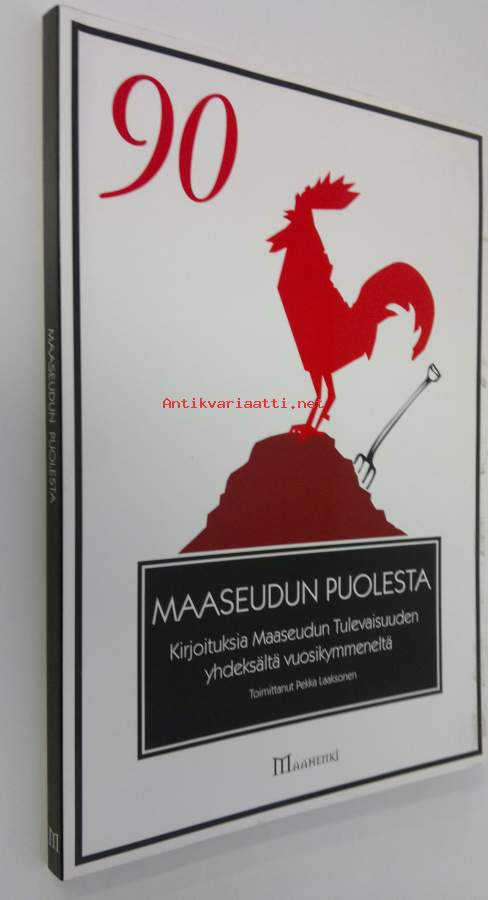 90
Antikvariaatti.net
MAASEUDUN PUOLESTA
Kirjoituksia Maaseudun Tulevaisuuden
yhdeksältä vuosikymmeneltä
Toimittanut Pekka Laaksonen
MAAHENKI
MAASEUDUN PUOLESTA
M